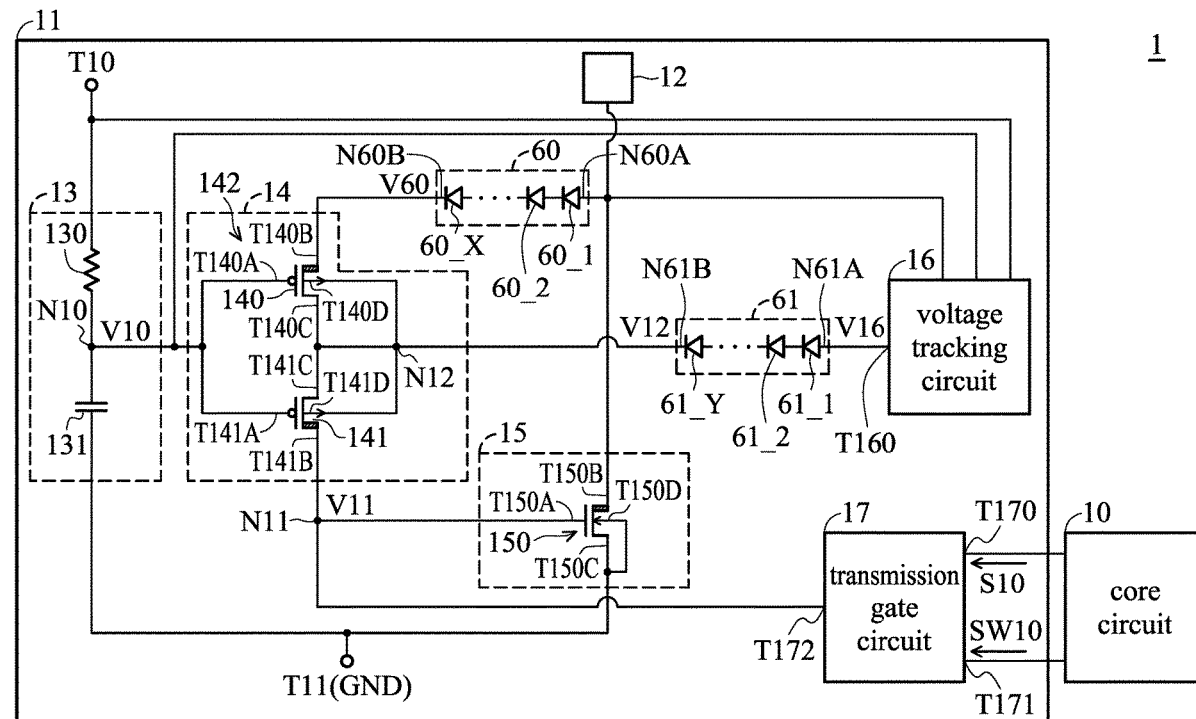 11
1
T10
12
N60B
60
N60A
V60
13
142
14
130
T140B
T140A
60_X
60_2
60_1
N61B
61
N61A
16
140
T140D
T140C
N10
V10
V12
V16
voltage
tracking
circuit
T141C
N12
T141D
131
T141A
141
T141B
61_Y
61_2
61_1
T160
15
T150B
T150D
V11
T150A
N11
150
T150C
17
T170
10
S10
transmission
gate
circuit
core
circuit
SW10
T172
T171
T11(GND)